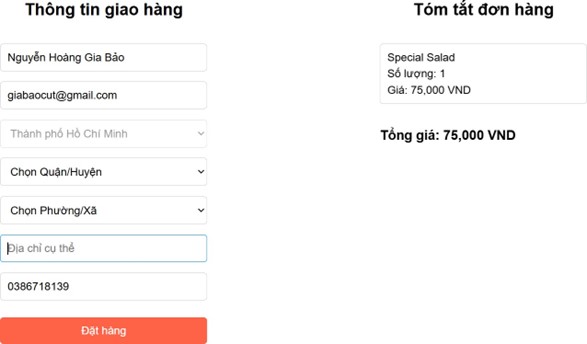 Thông tin giao hàng
Nguyễn Hoàng Gia Bảo
giabaocut@gmail.com
Thành phố Hồ Chí Minh
Chọn Quận/Huyện
Chọn Phường/Xã
Địa chỉ cụ thể
0386718139
Đặt hàng
Tóm tắt đơn hàng
Special Salad
Số lượng: 1
Giá: 75,000 VND
Tổng giá: 75,000 VND